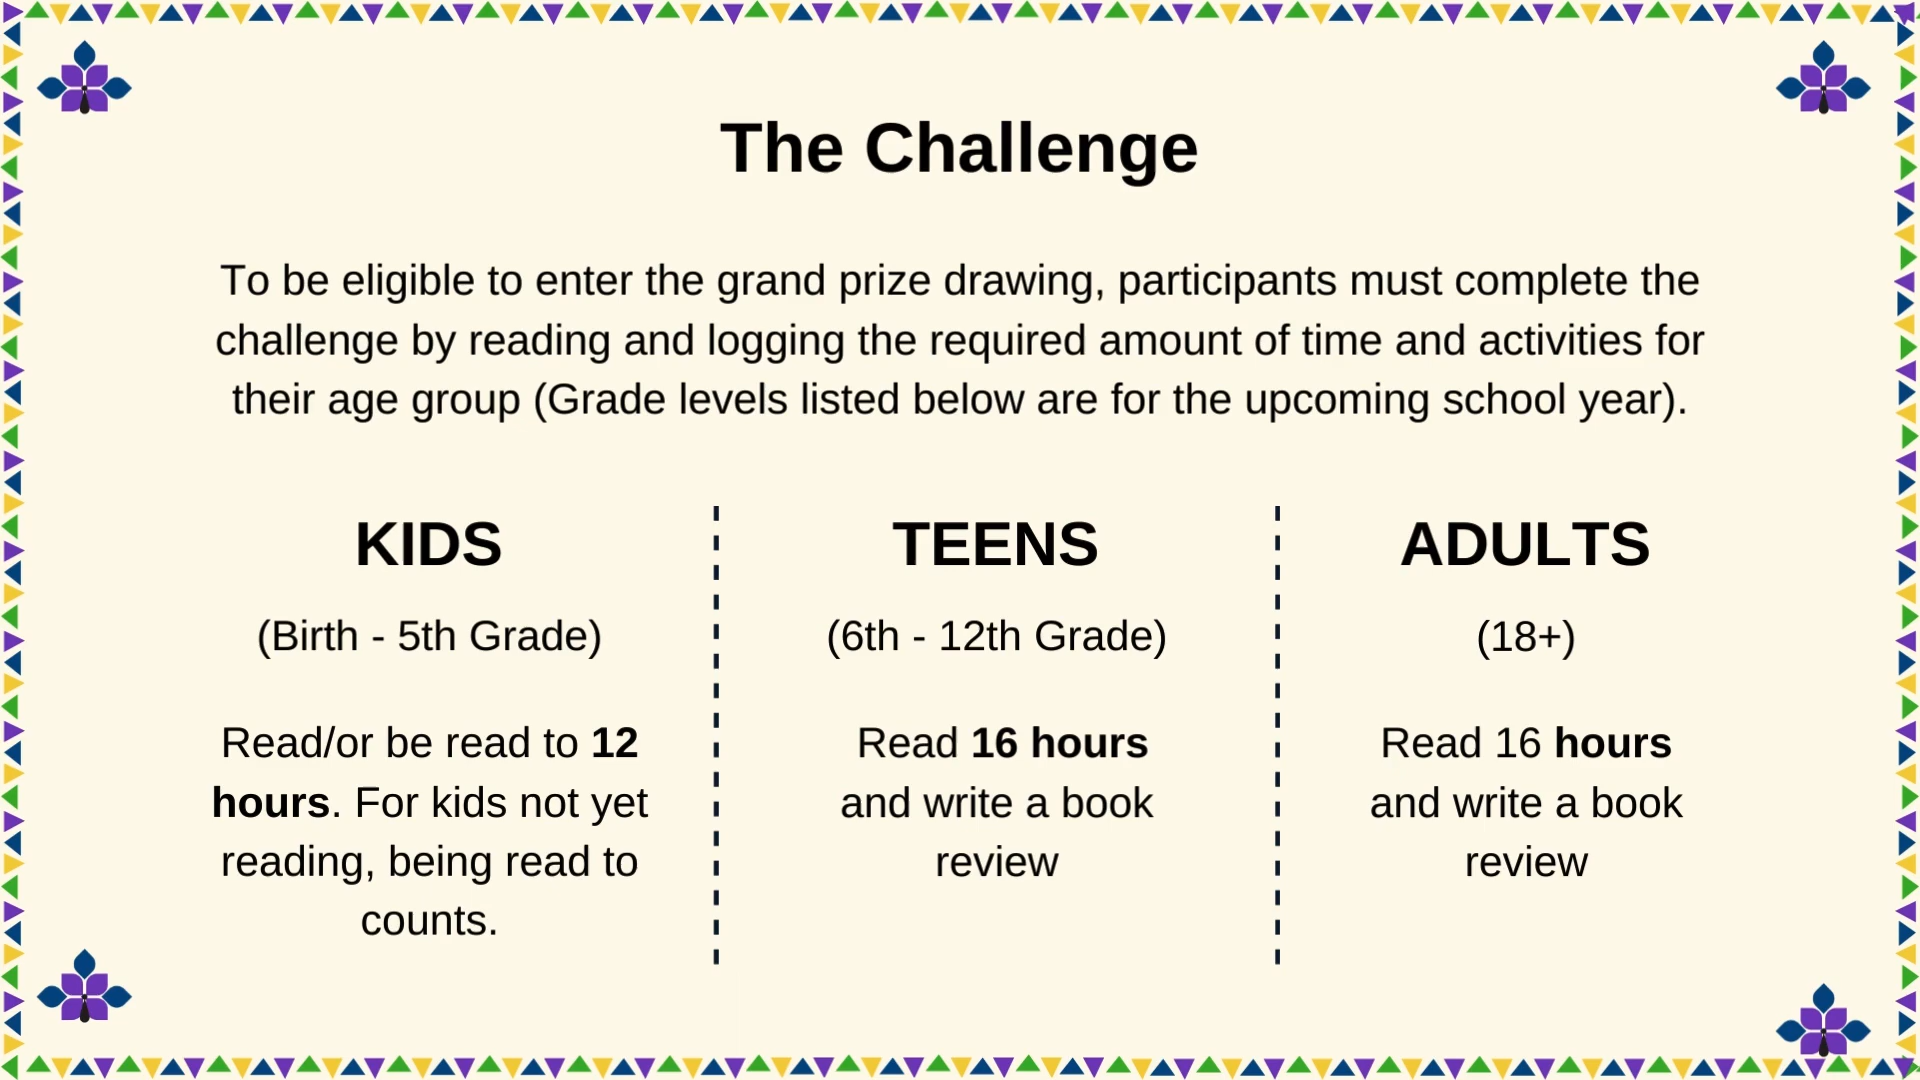 The Challenge
To be eligible to enter the grand prize drawing, participants must complete the
challenge by reading and logging the required amount of time and activities for
their age group (Grade levels listed below are for the upcoming school year).
KIDS
(Birth - 5th Grade)
Read/or be read to 12
hours. For kids not yet
reading, being read to
counts.
TEENS
(6th - 12th Grade)
Read 16 hours
and write a book
review
ADULTS
(18+)
Read 16 hours
and write a book
review